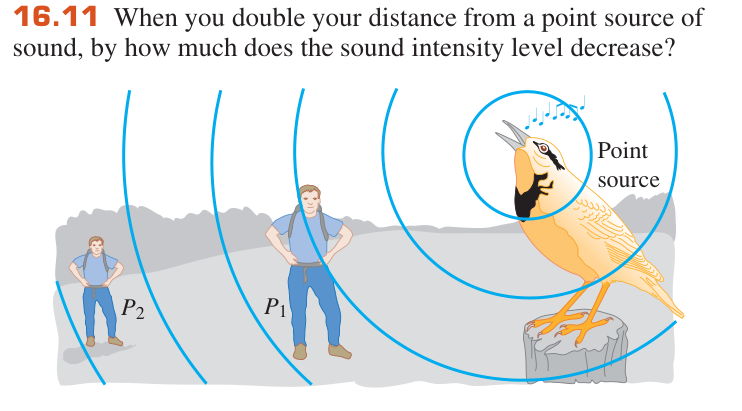 16.11 When you double your distance from a point source of
sound, by how much does the sound intensity level decrease?
Point
source
P2
P1